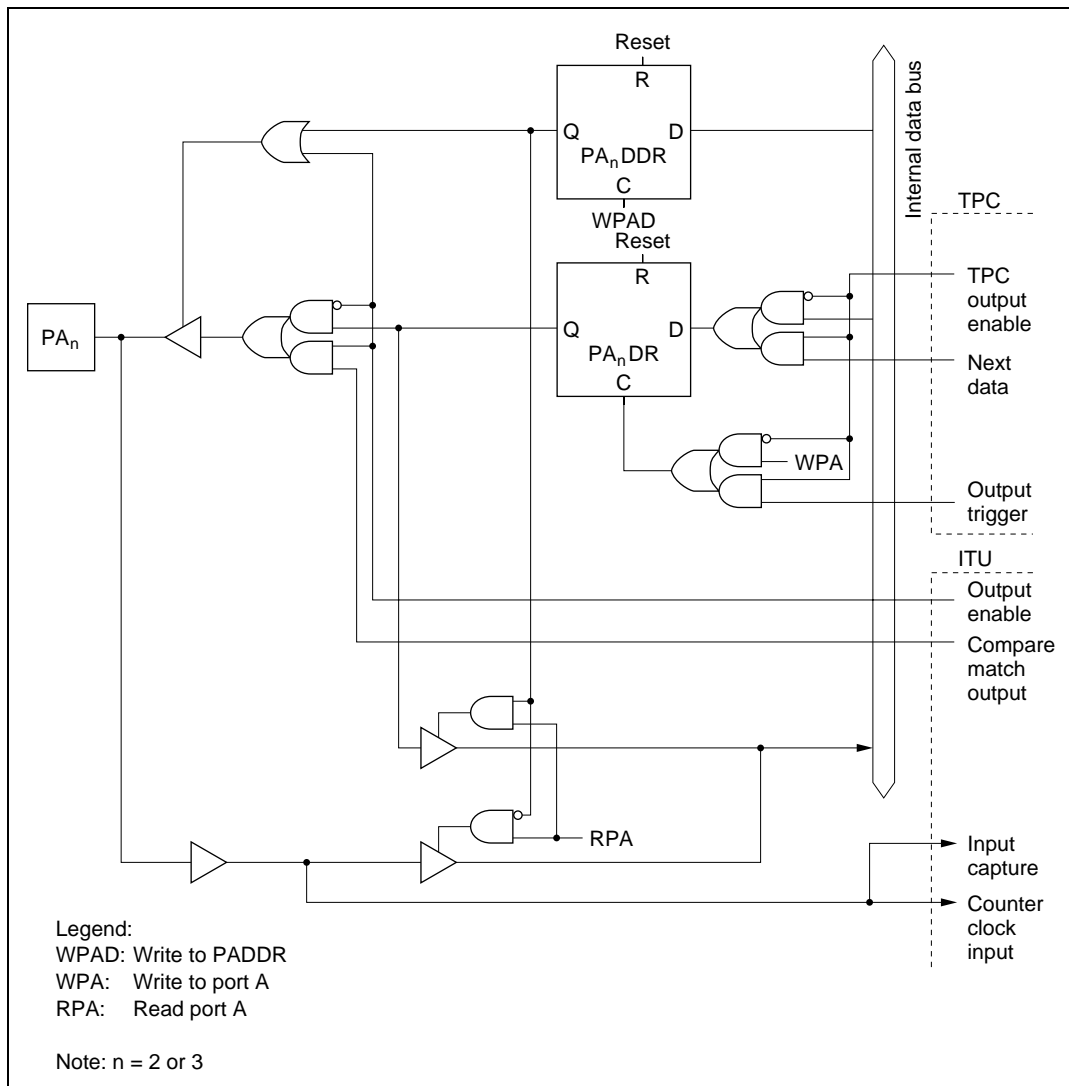 Reset
R
Q
D
PAnDDR
C
WPAD
Internal data bus
TPC
Reset
R
TPC
output
enable
PAn
Q
D
PAnDR
C
Next
data
WPA
Output
trigger
ITU
Output
enable
Compare
match
output
RPA
Input
capture
Counter
clock
input
Legend:
WPAD: Write to PADDR
WPA: Write to port A
RPA: Read port A
Note: n = 2 or 3